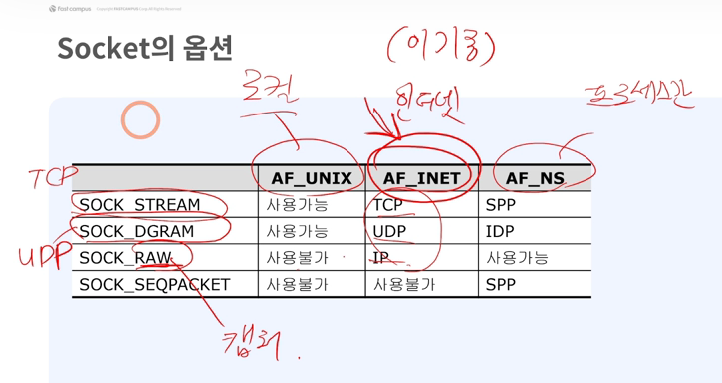 fast campus Copyright FASTCAMPUS Corp. All Rights Reserved
Socket의 옵션
(이기종)
로컬
인터넷
프로세스간
TCP
AF_UNIX AF_INET AF_NS
SOCK_STREAM 사용가능 TCP SPP
SOCK_DGRAM 사용가능 UDP IDP
UDP
SOCK_RAW 사용불가 IP 사용가능
SOCK_SEQPACKET 사용불가 사용불가 SPP